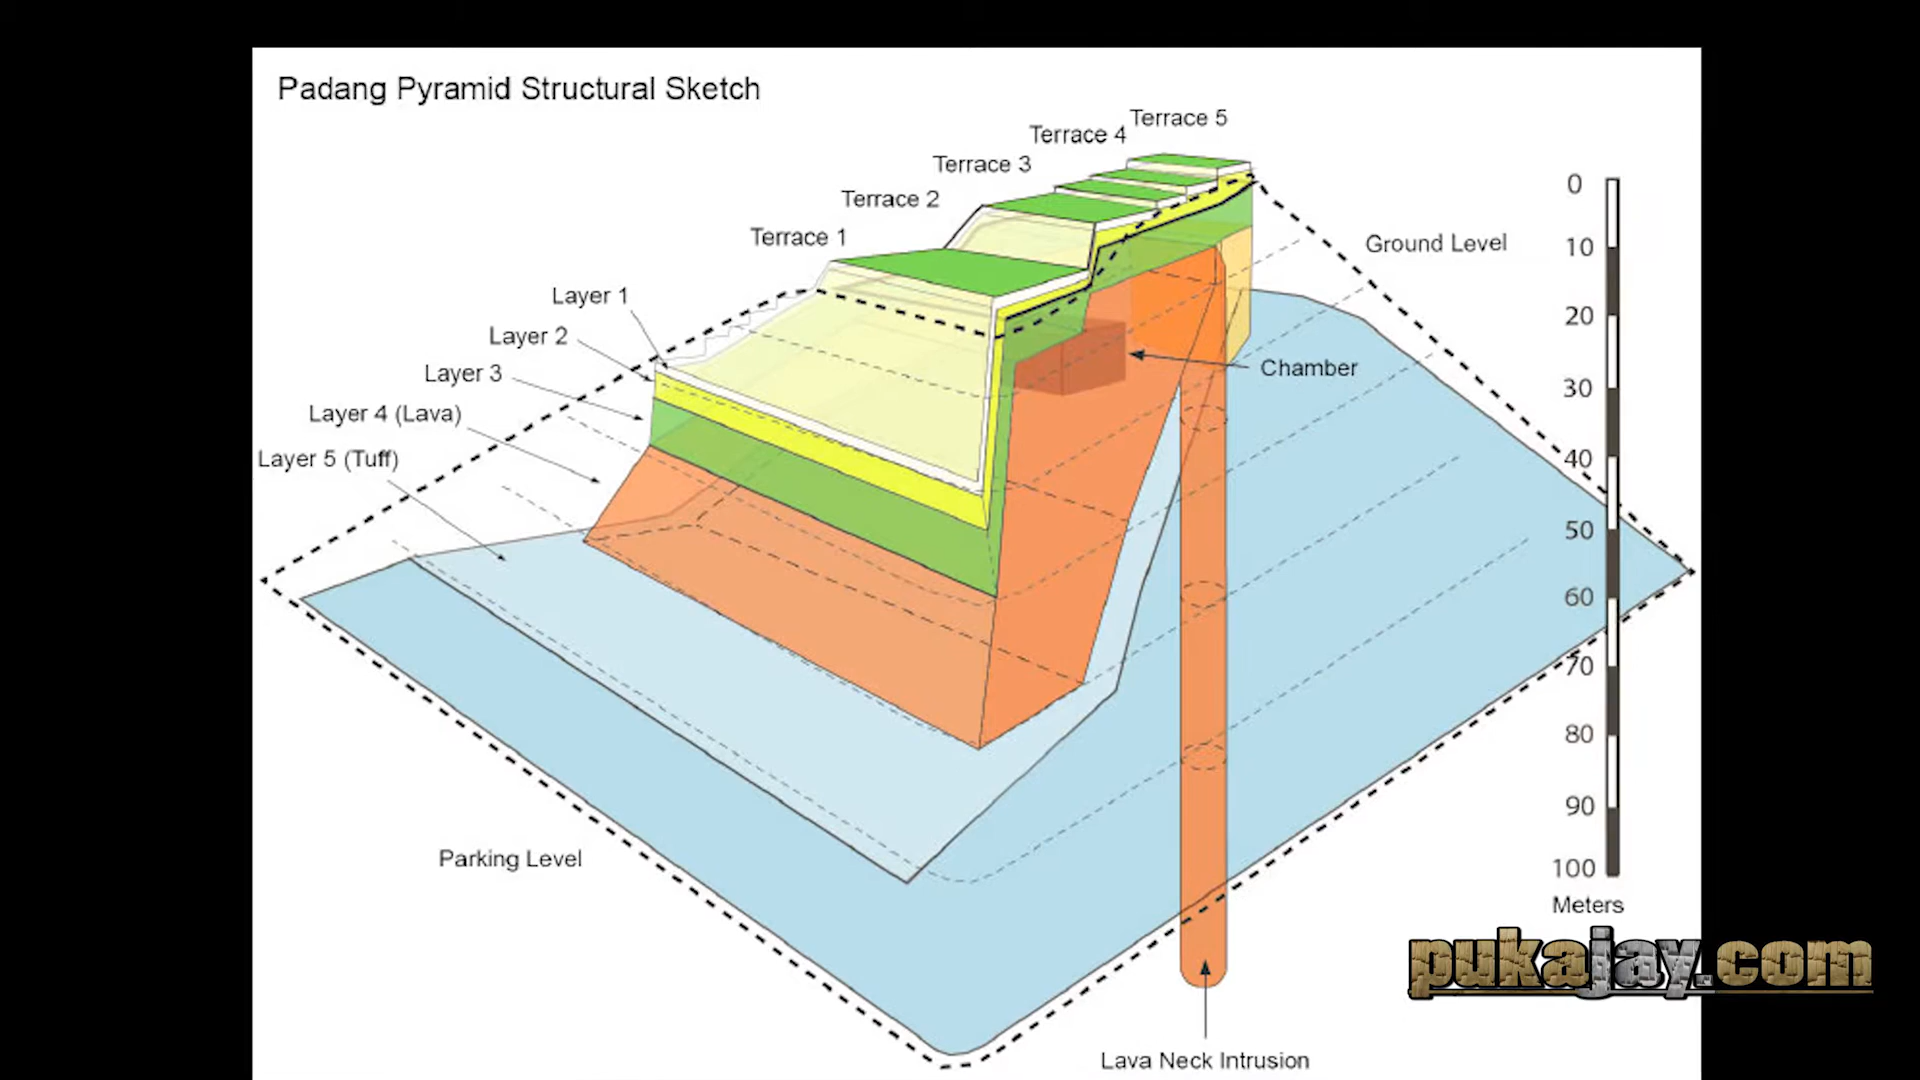 Padang Pyramid Structural Sketch
Terrace 5
Terrace 4
Terrace 3
Terrace 2
Terrace 1
Layer 1
Layer 2
Layer 3
Layer 4 (Lava)
Layer 5 (Tuff)
Ground Level
Chamber
Parking Level
Lava Neck Intrusion
0
10
20
30
40
50
60
70
80
90
100
Meters
pukajay.com